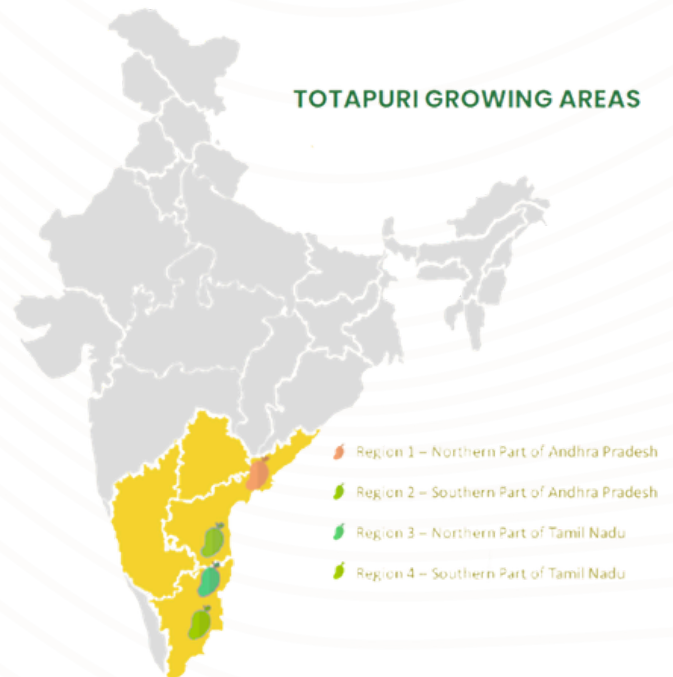 TOTAPURI GROWING AREAS
Region 1 – Northern Part of Andhra Pradesh
Region 2 – Southern Part of Andhra Pradesh
Region 3 – Northern Part of Tamil Nadu
Region 4 – Southern Part of Tamil Nadu